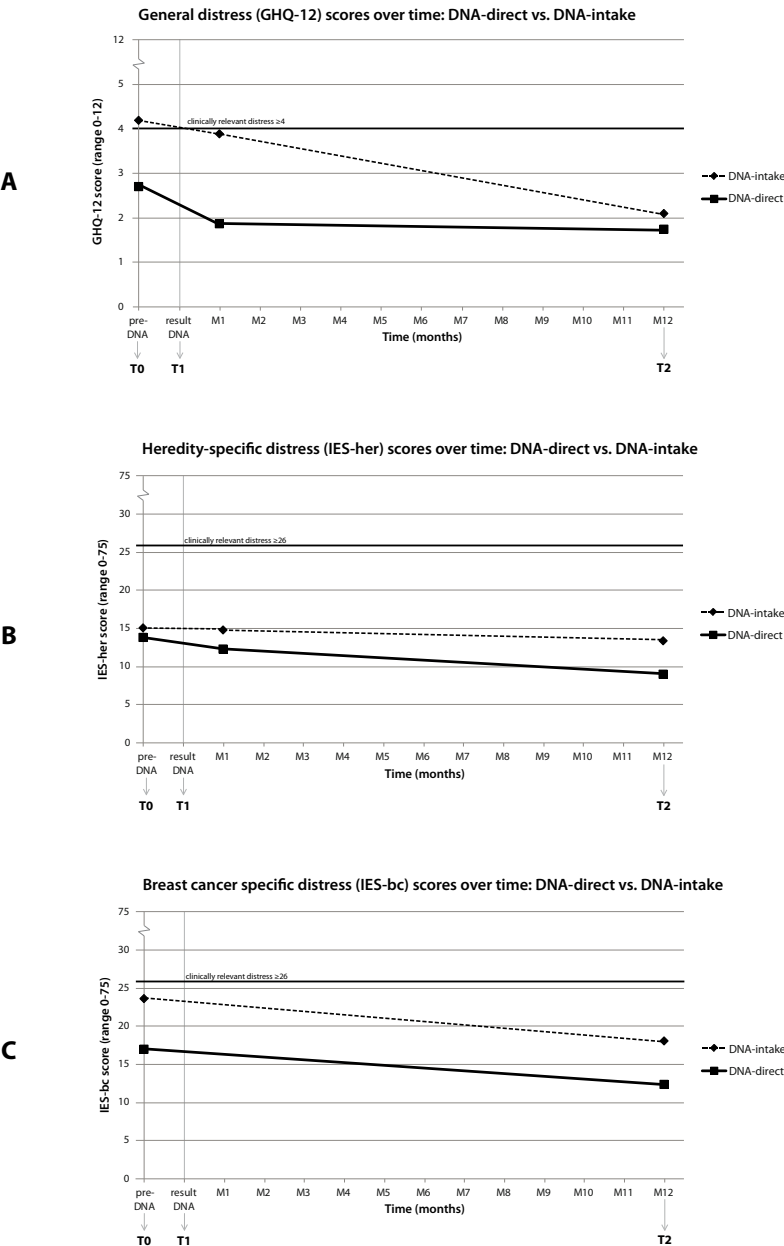 General distress (GHQ-12) scores over time: DNA-direct vs. DNA-intake
A
GHQ-12 score (range 0-12)
12
5
4
3
2
1
0
clinically relevant distress ≥4
DNA-intake
DNA-direct
pre-DNA result DNA M1 M2 M3 M4 M5 M6 M7 M8 M9 M10 M11 M12
Time (months)
T0 T1 T2
Heredity-specific distress (IES-her) scores over time: DNA-direct vs. DNA-intake
B
IES-her score (range 0-75)
75
30
25
20
15
10
5
0
clinically relevant distress ≥26
DNA-intake
DNA-direct
pre-DNA result DNA M1 M2 M3 M4 M5 M6 M7 M8 M9 M10 M11 M12
Time (months)
T0 T1 T2
Breast cancer specific distress (IES-bc) scores over time: DNA-direct vs. DNA-intake
C
IES-bc score (range 0-75)
75
30
25
20
15
10
5
0
clinically relevant distress ≥26
DNA-intake
DNA-direct
pre-DNA result DNA M1 M2 M3 M4 M5 M6 M7 M8 M9 M10 M11 M12
Time (months)
T0 T1 T2